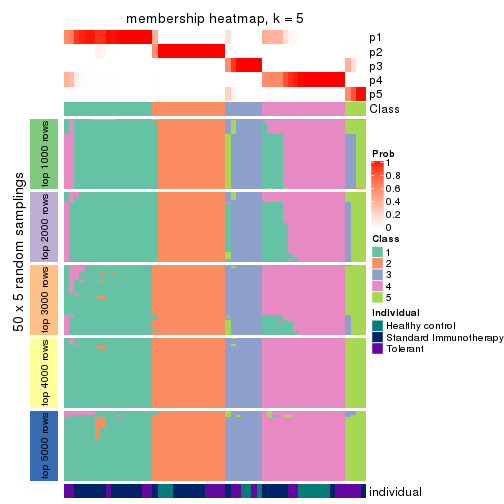 membership heatmap, k = 5
p1
p2
p3
p4
p5
Class
50 x 5 random samplings
top 1000 rows
top 2000 rows
top 3000 rows
top 4000 rows
top 5000 rows
individual
Prob
1
0.8
0.6
0.4
0.2
0
Class
1
2
3
4
5
individual
Healthy control
Standard Immunotherapy
Tolerant